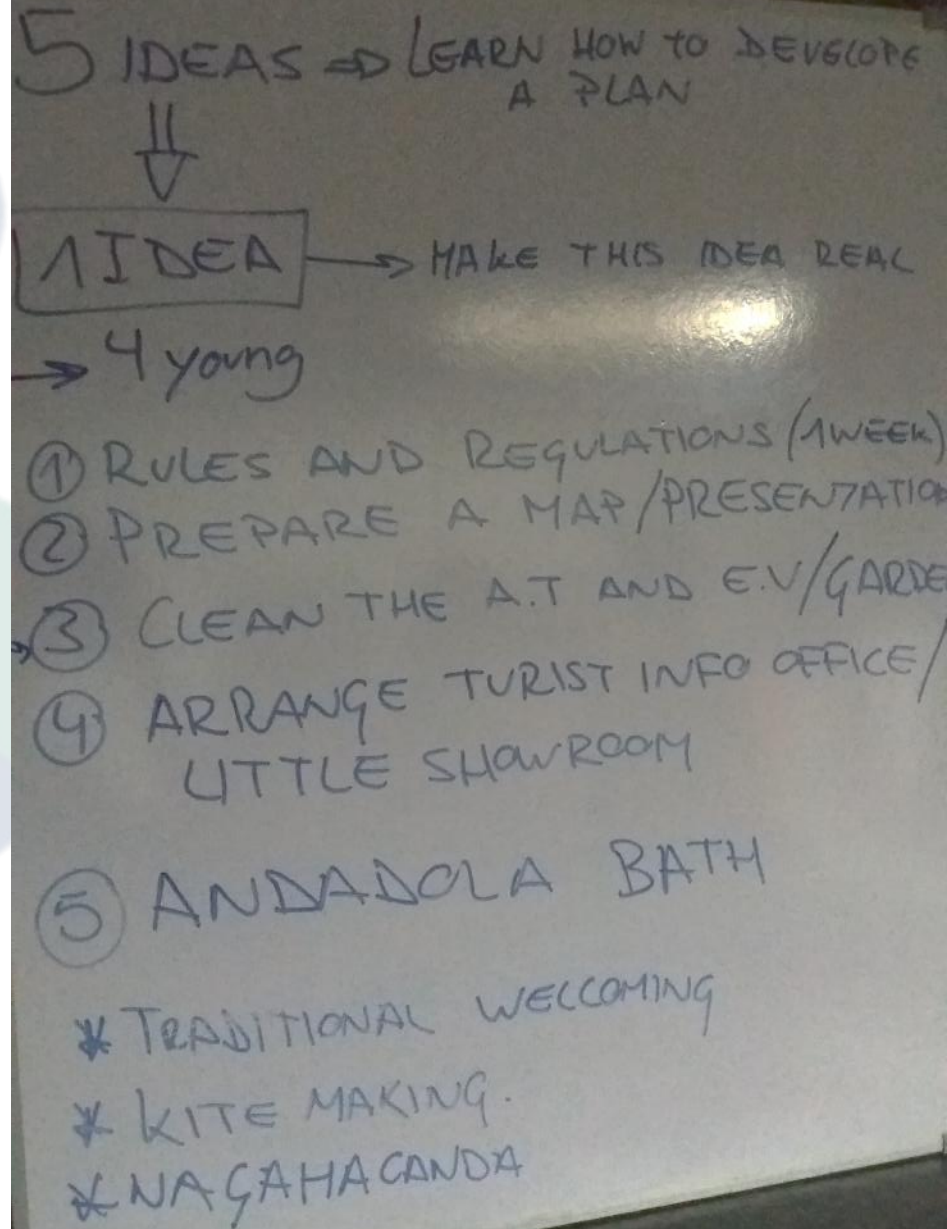 5 IDEAS ⇒ LEARN HOW TO DEVELOPE
A PLAN
⇓
1 IDEA → MAKE THIS IDEA REAL
→ 4 young
① RULES AND REGULATIONS (1WEEK)
② PREPARE A MAP/PRESENTATION
→ ③ CLEAN THE A.T AND E.V/GARDE
④ ARRANGE TURIST INFO OFFICE/
LITTLE SHOWROOM
⑤ ANDADOLA BATH
* TRADITIONAL WELCOMING
* KITE MAKING.
* NAGAHACANDA